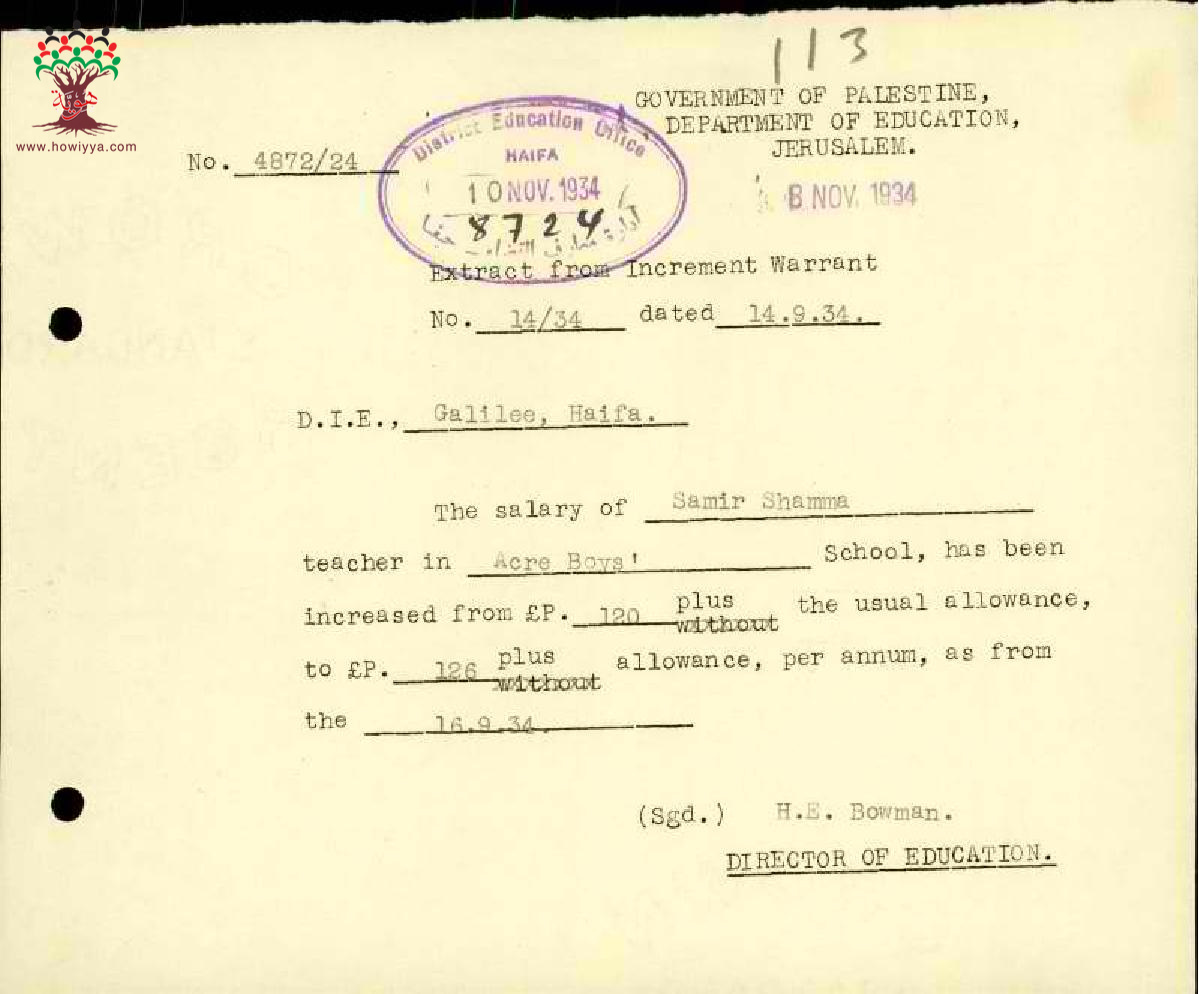 113
هوية
www.howiyya.com
GOVERNMENT OF PALESTINE,
DEPARTMENT OF EDUCATION,
JERUSALEM.
No. 4872/24
District Education Office
HAIFA
10 NOV. 1934
8724
ادارة معارف حيفا
8 NOV. 1934
Extract from Increment Warrant
No. 14/34 dated 14.9.34.
D.I.E., Galilee, Haifa.
The salary of Samir Shamma
teacher in Acre Boys' School, has been
increased from £P. 120 plus without the usual allowance,
to £P. 126 plus without allowance, per annum, as from
the 16.9.34.
(Sgd.) H.E. Bowman.
DIRECTOR OF EDUCATION.